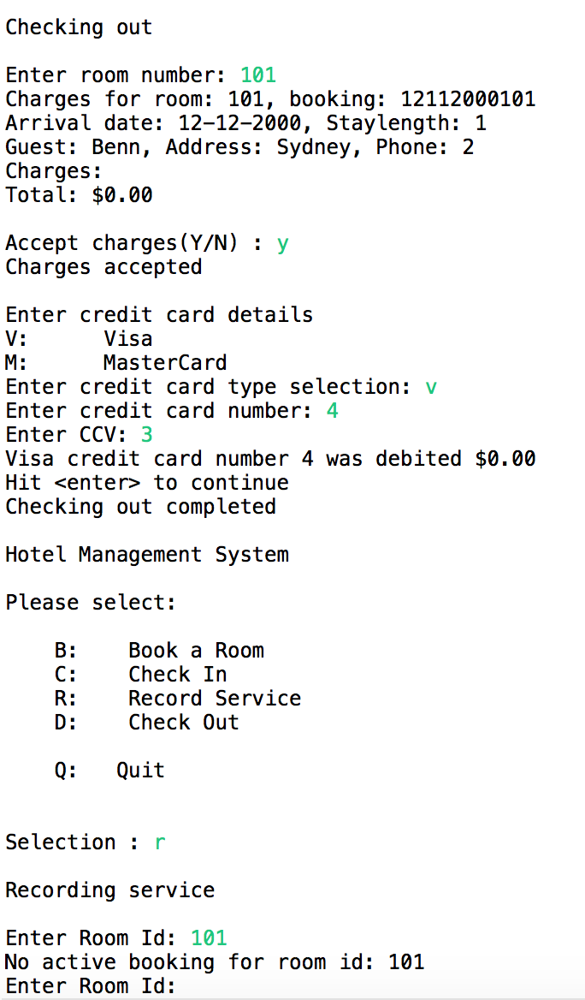 Checking out
Enter room number: 101
Charges for room: 101, booking: 12112000101
Arrival date: 12-12-2000, Staylength: 1
Guest: Benn, Address: Sydney, Phone: 2
Charges:
Total: $0.00
Accept charges(Y/N) : y
Charges accepted
Enter credit card details
V:      Visa
M:      MasterCard
Enter credit card type selection: v
Enter credit card number: 4
Enter CCV: 3
Visa credit card number 4 was debited $0.00
Hit <enter> to continue
Checking out completed
Hotel Management System
Please select:
    B:    Book a Room
    C:    Check In
    R:    Record Service
    D:    Check Out
    Q:   Quit
Selection : r
Recording service
Enter Room Id: 101
No active booking for room id: 101
Enter Room Id: